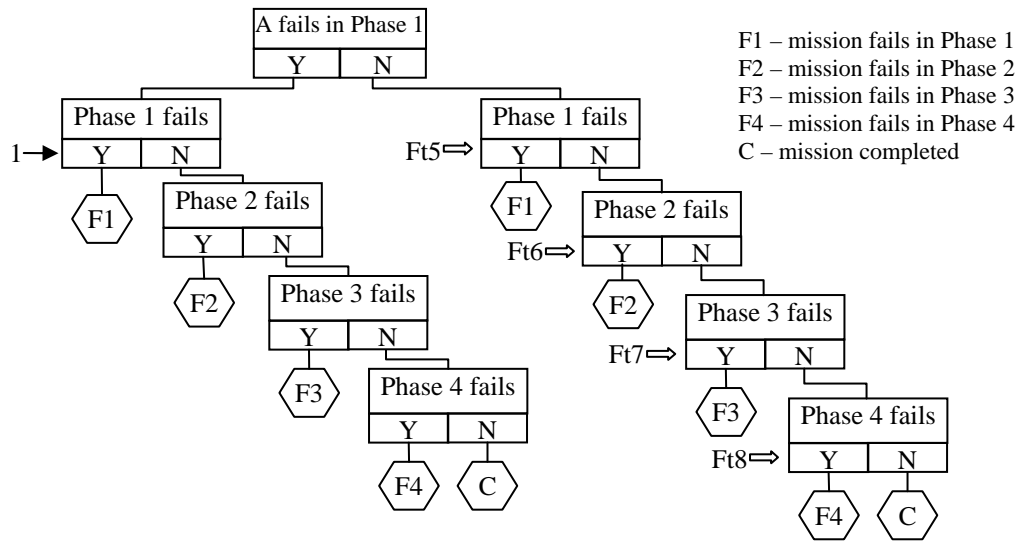 A fails in Phase 1
Y N
F1 – mission fails in Phase 1
F2 – mission fails in Phase 2
F3 – mission fails in Phase 3
F4 – mission fails in Phase 4
C – mission completed
Phase 1 fails
1
Y N
F1
Phase 2 fails
Y N
F2
Phase 3 fails
Y N
F3
Phase 4 fails
Y N
F4 C
Phase 1 fails
Ft5
Y N
F1
Phase 2 fails
Ft6
Y N
F2
Phase 3 fails
Ft7
Y N
F3
Phase 4 fails
Ft8
Y N
F4 C